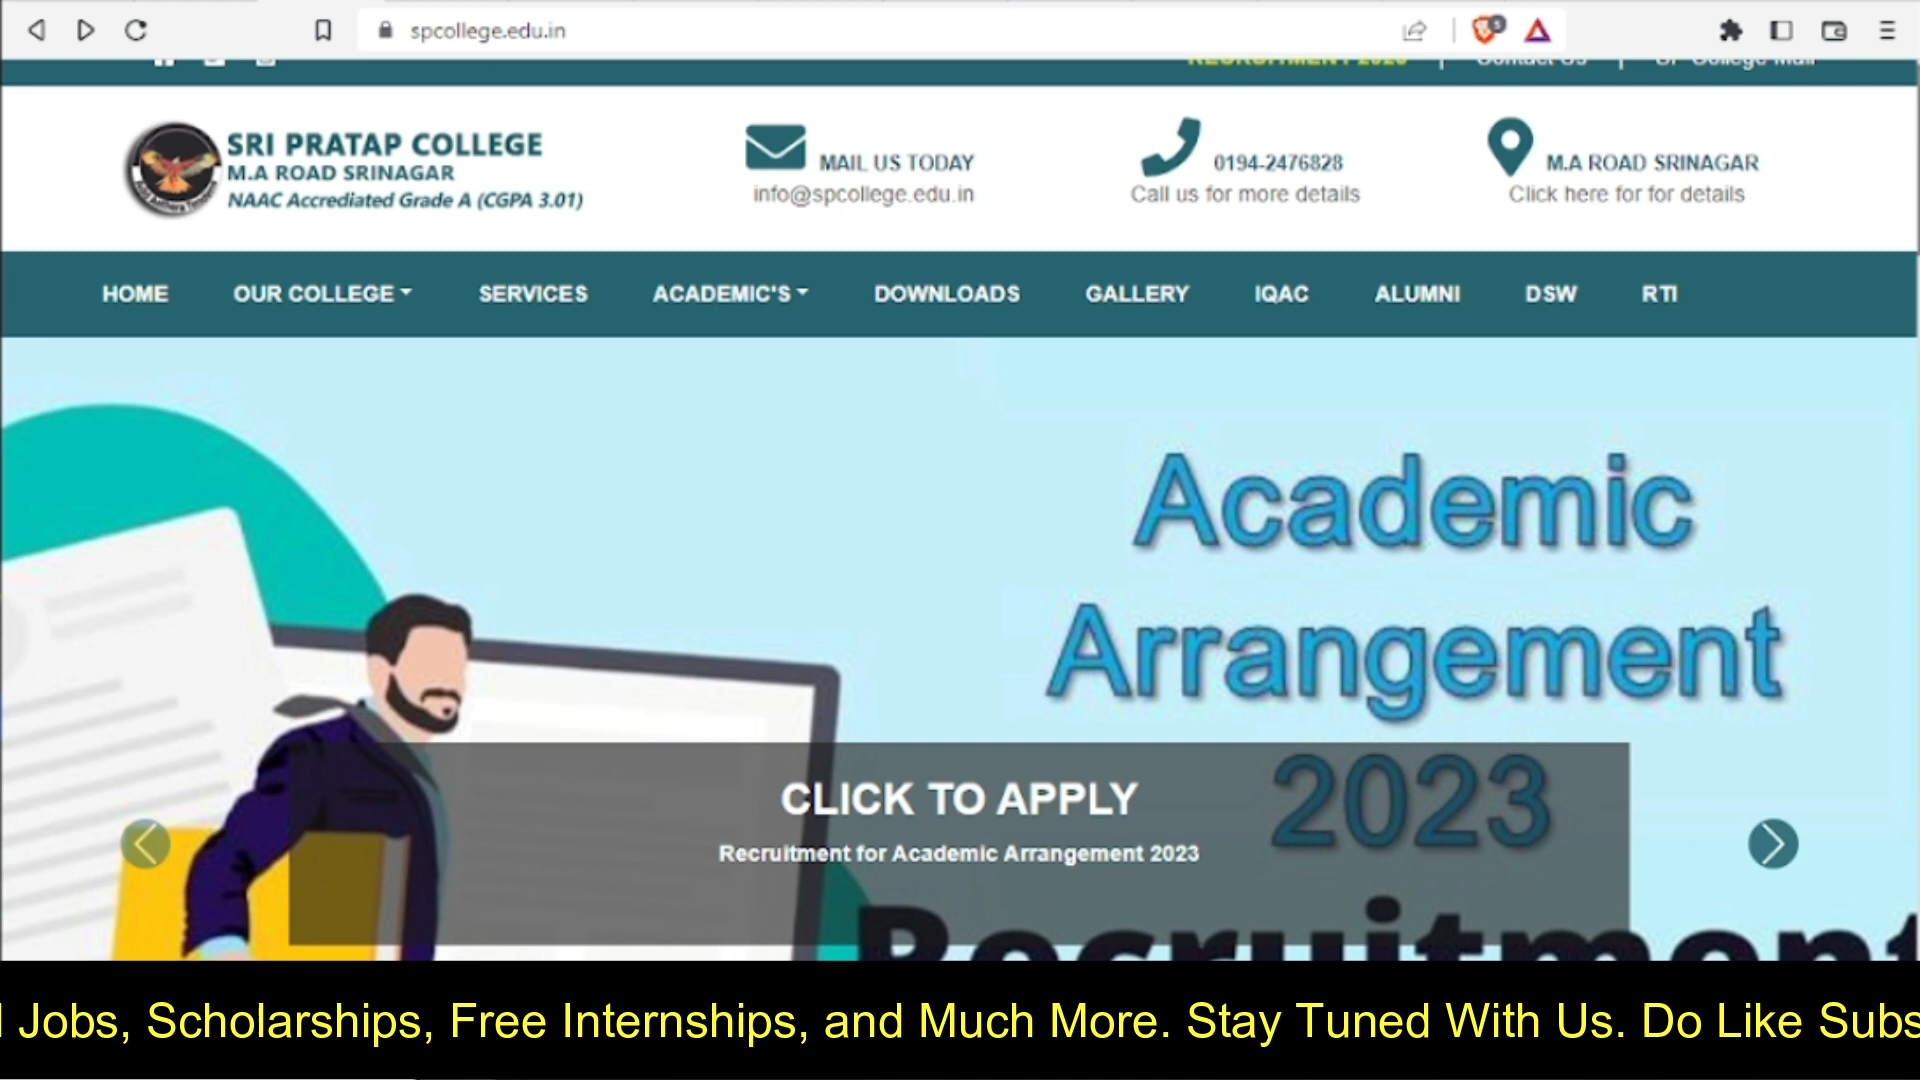 spcollege.edu.in
RECRUITMENT 2023 | Contact Us | SP College Mail
SRI PRATAP COLLEGE
M.A ROAD SRINAGAR
NAAC Accrediated Grade A (CGPA 3.01)
MAIL US TODAY
info@spcollege.edu.in
0194-2476828
Call us for more details
M.A ROAD SRINAGAR
Click here for for details
HOME OUR COLLEGE SERVICES ACADEMIC'S DOWNLOADS GALLERY IQAC ALUMNI DSW RTI
Academic
Arrangement
2023
CLICK TO APPLY
Recruitment for Academic Arrangement 2023
Recruitment
Jobs, Scholarships, Free Internships, and Much More. Stay Tuned With Us. Do Like Subs